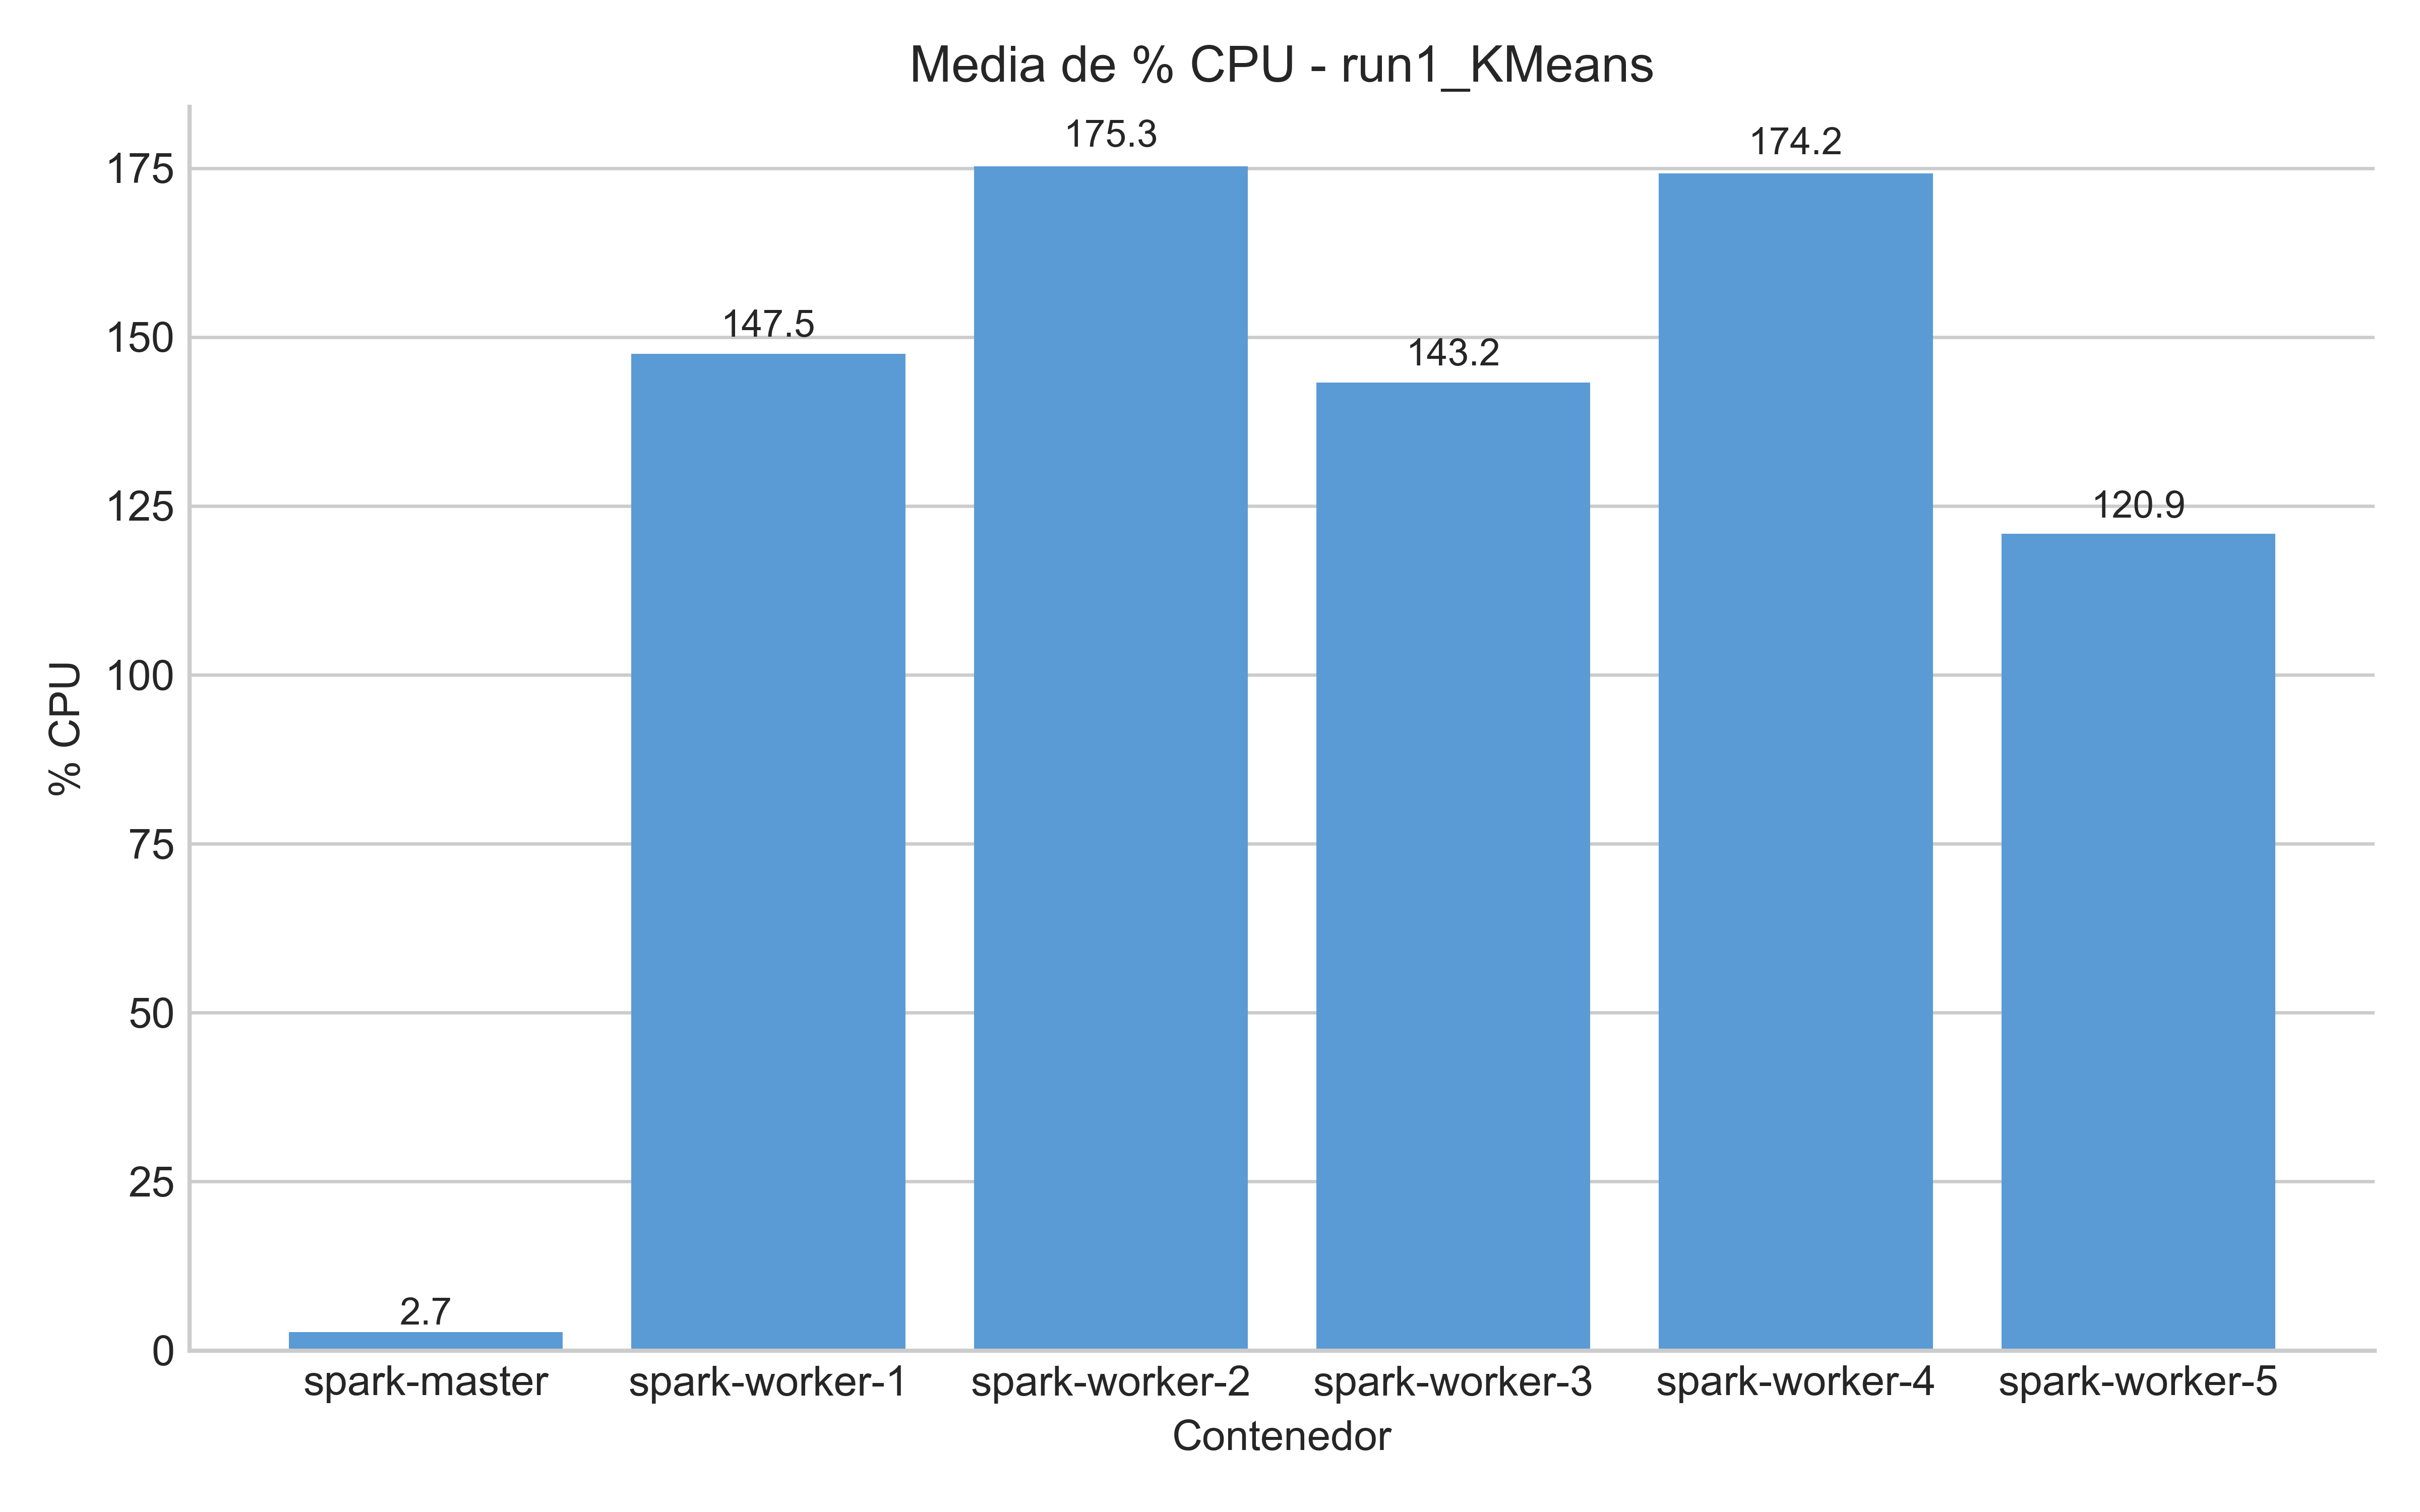 Media de % CPU - run1_KMeans
175.3
174.2
147.5
143.2
120.9
2.7
175
150
125
100
75
50
25
0
% CPU
spark-master
spark-worker-1
spark-worker-2
spark-worker-3
spark-worker-4
spark-worker-5
Contenedor